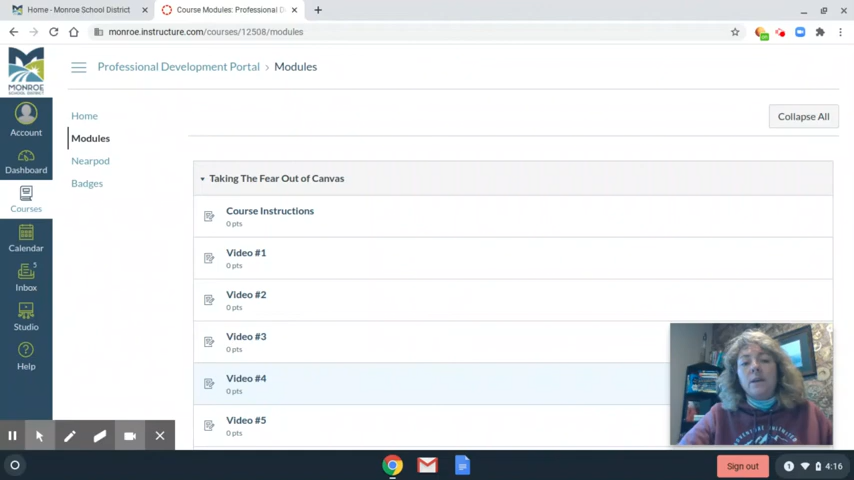 Home - Monroe School District
Course Modules: Professional D
monroe.instructure.com/courses/12508/modules
MONROE
SCHOOL DISTRICT
Professional Development Portal > Modules
Account
Dashboard
Courses
Calendar
5
Inbox
Studio
Help
Home
Modules
Nearpod
Badges
Collapse All
Taking The Fear Out of Canvas
Course Instructions
0 pts
Video #1
0 pts
Video #2
0 pts
Video #3
0 pts
Video #4
0 pts
Video #5
0 pts
Sign out
1
4:16